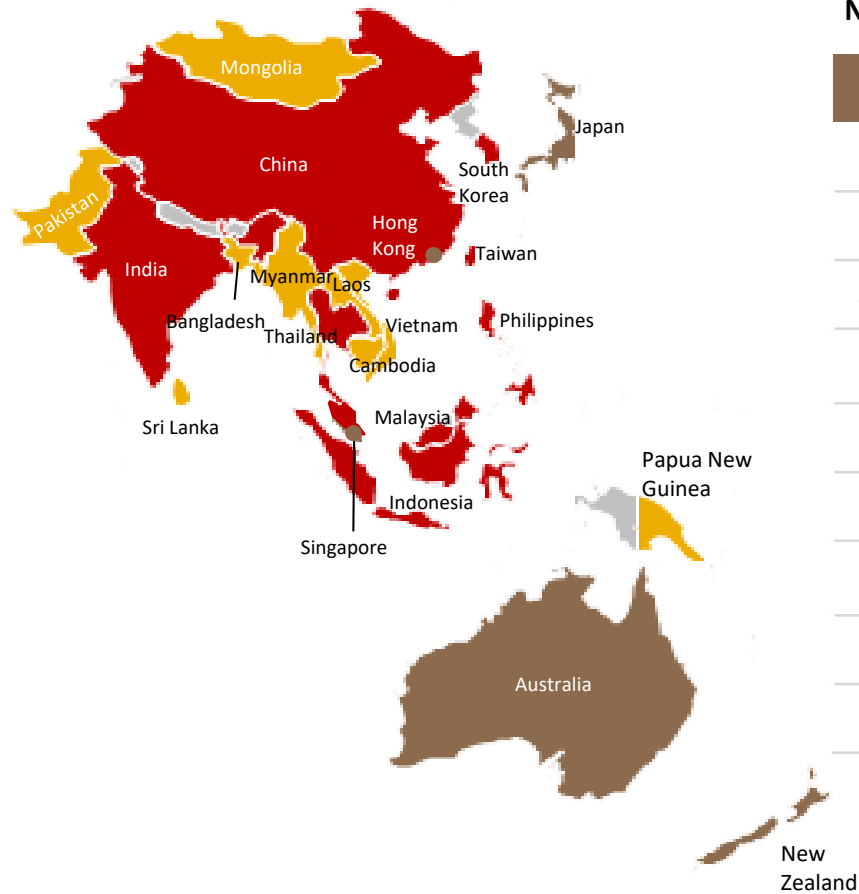 N
Mongolia
Japan
China
South
Korea
Pakistan
Hong
Kong
Taiwan
India
Myanmar
Laos
Bangladesh
Philippines
Vietnam
Thailand
Cambodia
Sri Lanka
Malaysia
Papua New
Guinea
Indonesia
Singapore
Australia
New
Zealand